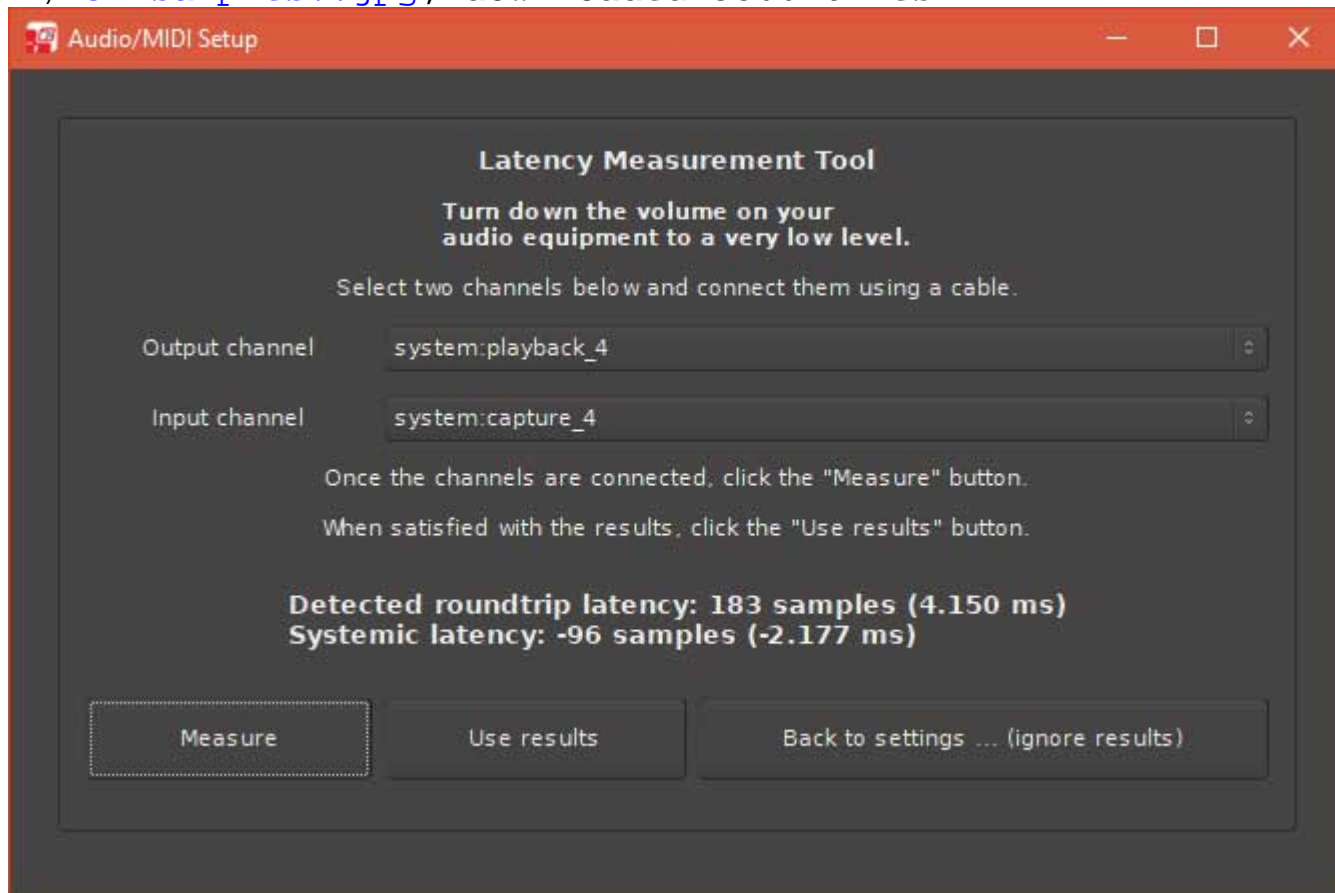 Audio/MIDI Setup
Latency Measurement Tool
Turn down the volume on your
audio equipment to a very low level.
Select two channels below and connect them using a cable.
Output channel system:playback_4
Input channel system:capture_4
Once the channels are connected, click the "Measure" button.
When satisfied with the results, click the "Use results" button.
Detected roundtrip latency: 183 samples (4.150 ms)
Systemic latency: -96 samples (-2.177 ms)
Measure Use results Back to settings ... (ignore results)